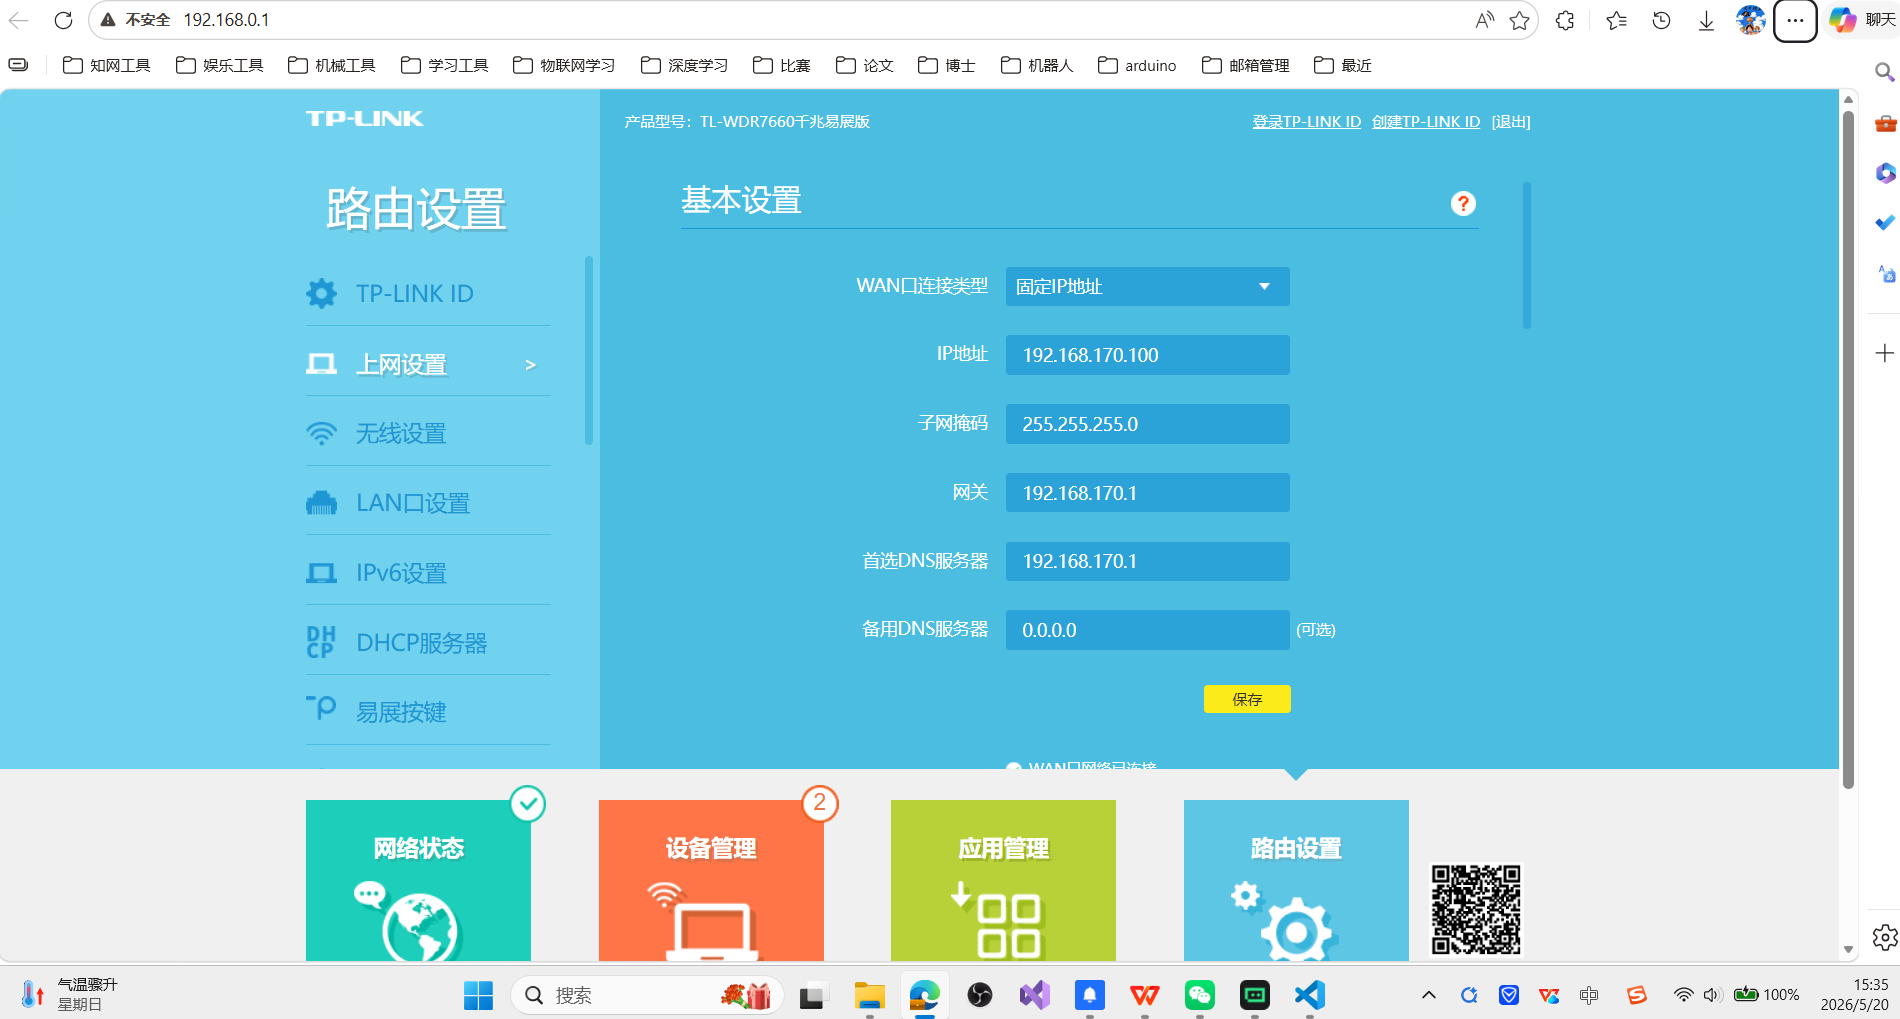 不安全 192.168.0.1
聊天
知网工具 娱乐工具 机械工具 学习工具 物联网学习 深度学习 比赛 论文 博士 机器人 arduino 邮箱管理 最近
TP-LINK
产品型号：TL-WDR7660千兆易展版
登录TP-LINK ID 创建TP-LINK ID [退出]
路由设置
TP-LINK ID
上网设置 >
无线设置
LAN口设置
IPv6设置
DHCP DHCP服务器
易展按键
基本设置 ?
WAN口连接类型 固定IP地址
IP地址 192.168.170.100
子网掩码 255.255.255.0
网关 192.168.170.1
首选DNS服务器 192.168.170.1
备用DNS服务器 0.0.0.0 (可选)
保存
WAN口网络已连接
网络状态
设备管理 2
应用管理
路由设置
气温骤升
星期日
搜索
中
100%
15:35
2026/5/20